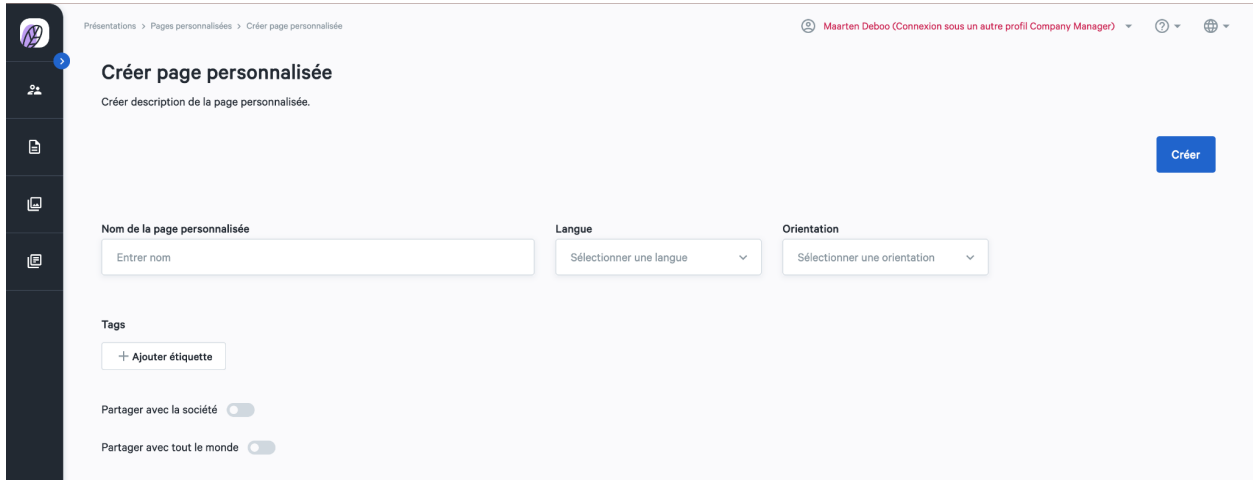 Présentations > Pages personnalisées > Créer page personnalisée
Maarten Deboo (Connexion sous un autre profil Company Manager)
Créer page personnalisée
Créer description de la page personalisée.
Créer
Nom de la page personnalisée
Langue
Orientation
Entrer nom
Sélectionner une langue
Sélectionner une orientation
Tags
+ Ajouter étiquette
Partager avec la société
Partager avec tout le monde